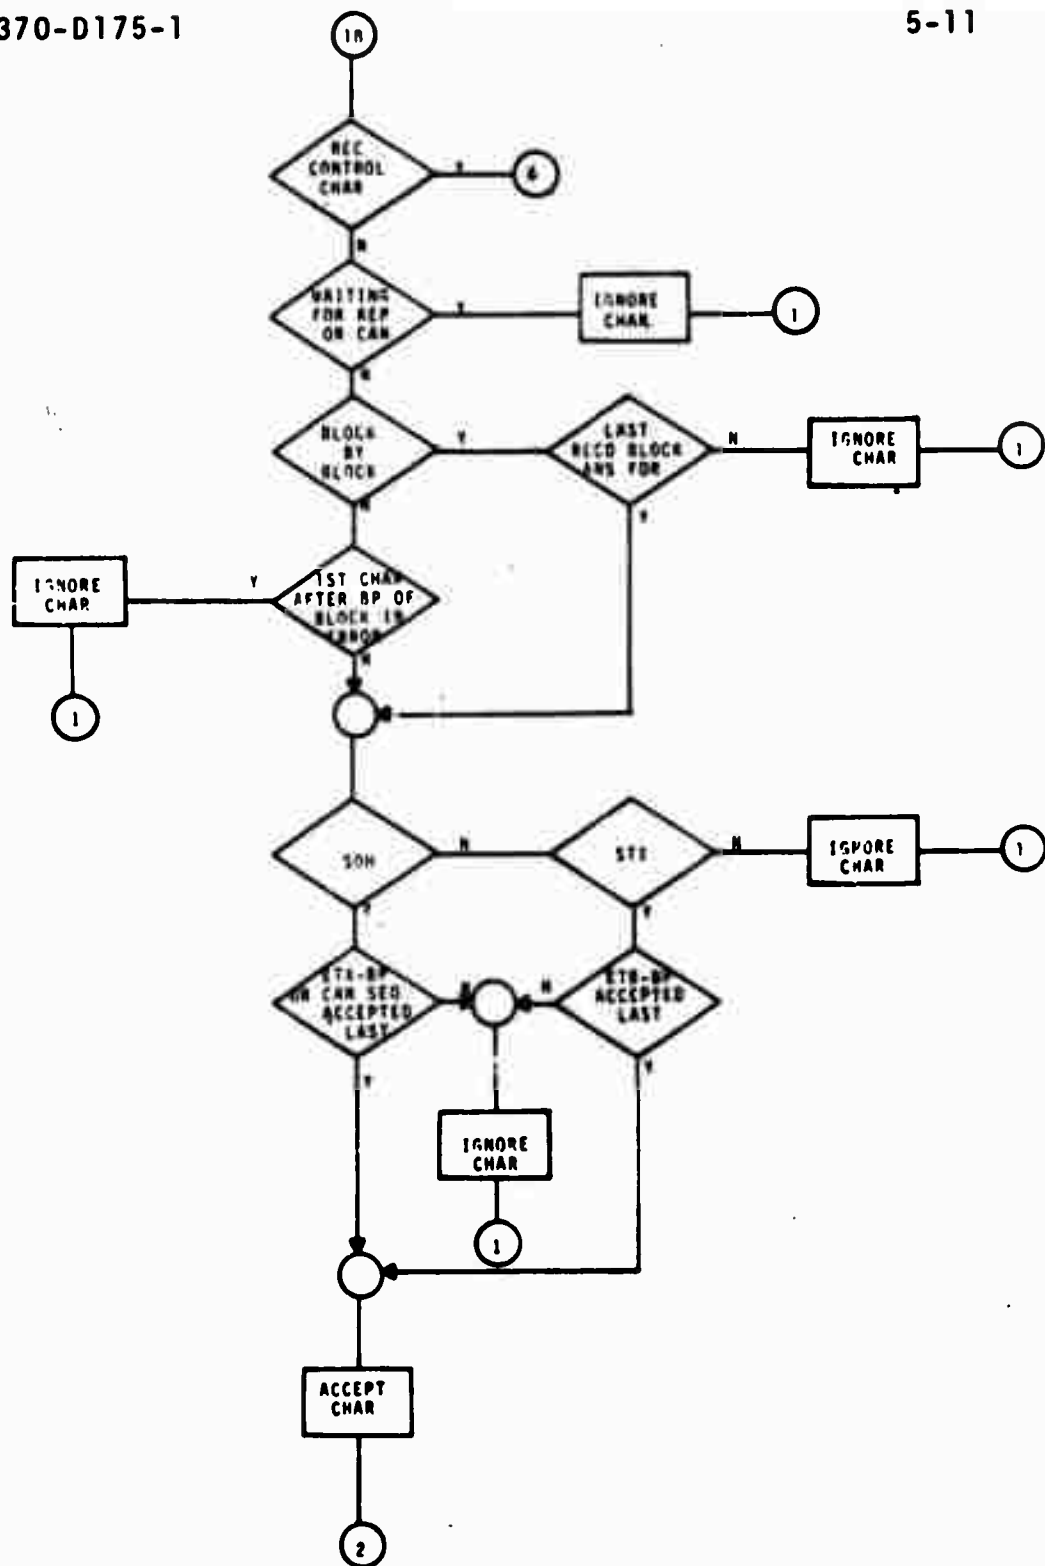 370-D175-1
5-11
REC
CONTROL
CHAR
Y
6
N
WAITING
FOR REP
OR CAN
Y
IGNORE
CHAR
1
N
BLOCK
BY
BLOCK
Y
LAST
RECD BLOCK
ANS FOR
N
IGNORE
CHAR
1
N
Y
IGNORE
CHAR
Y
1ST CHAR
AFTER BP OF
BLOCK IN
ERROR
N
1
SOH
N
N
IGNORE
CHAR
1
Y
Y
ETX-BP
OR CAN SEQ
ACCEPTED
LAST
N
N
ETB-BP
ACCEPTED
LAST
Y
Y
IGNORE
CHAR
1
ACCEPT
CHAR
2